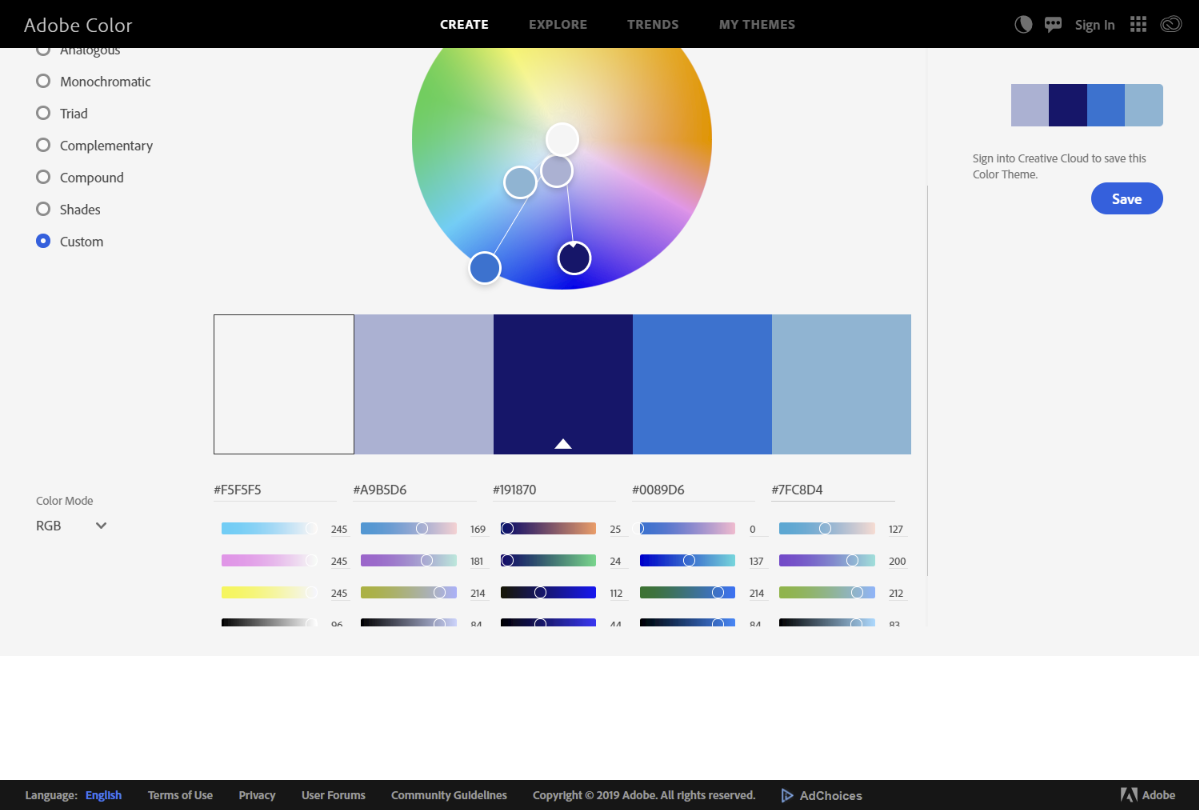 Adobe Color
CREATE EXPLORE TRENDS MY THEMES
Sign In
Analogous
Monochromatic
Triad
Complementary
Compound
Shades
Custom
Sign into Creative Cloud to save this
Color Theme.
Save
Color Mode
RGB
#F5F5F5 #A9B5D6 #191870 #0089D6 #7FC8D4
245 169 25 0 127
245 181 24 137 200
245 214 112 214 212
96 84 44 84 83
Language: English Terms of Use Privacy User Forums Community Guidelines Copyright © 2019 Adobe. All rights reserved. AdChoices Adobe